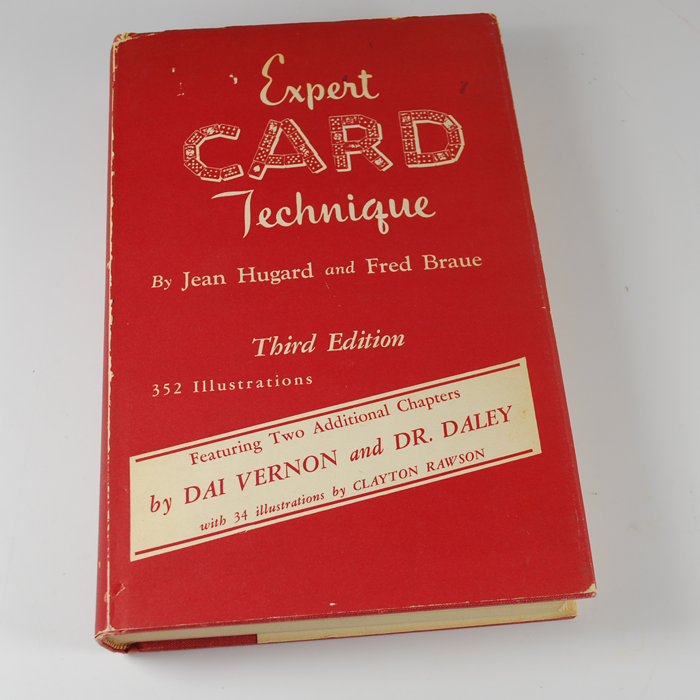 Expert
CARD
Technique
By Jean Hugard and Fred Braue
Third Edition
352 Illustrations
Featuring Two Additional Chapters
by DAI VERNON and DR. DALEY
with 34 illustrations by CLAYTON RAWSON